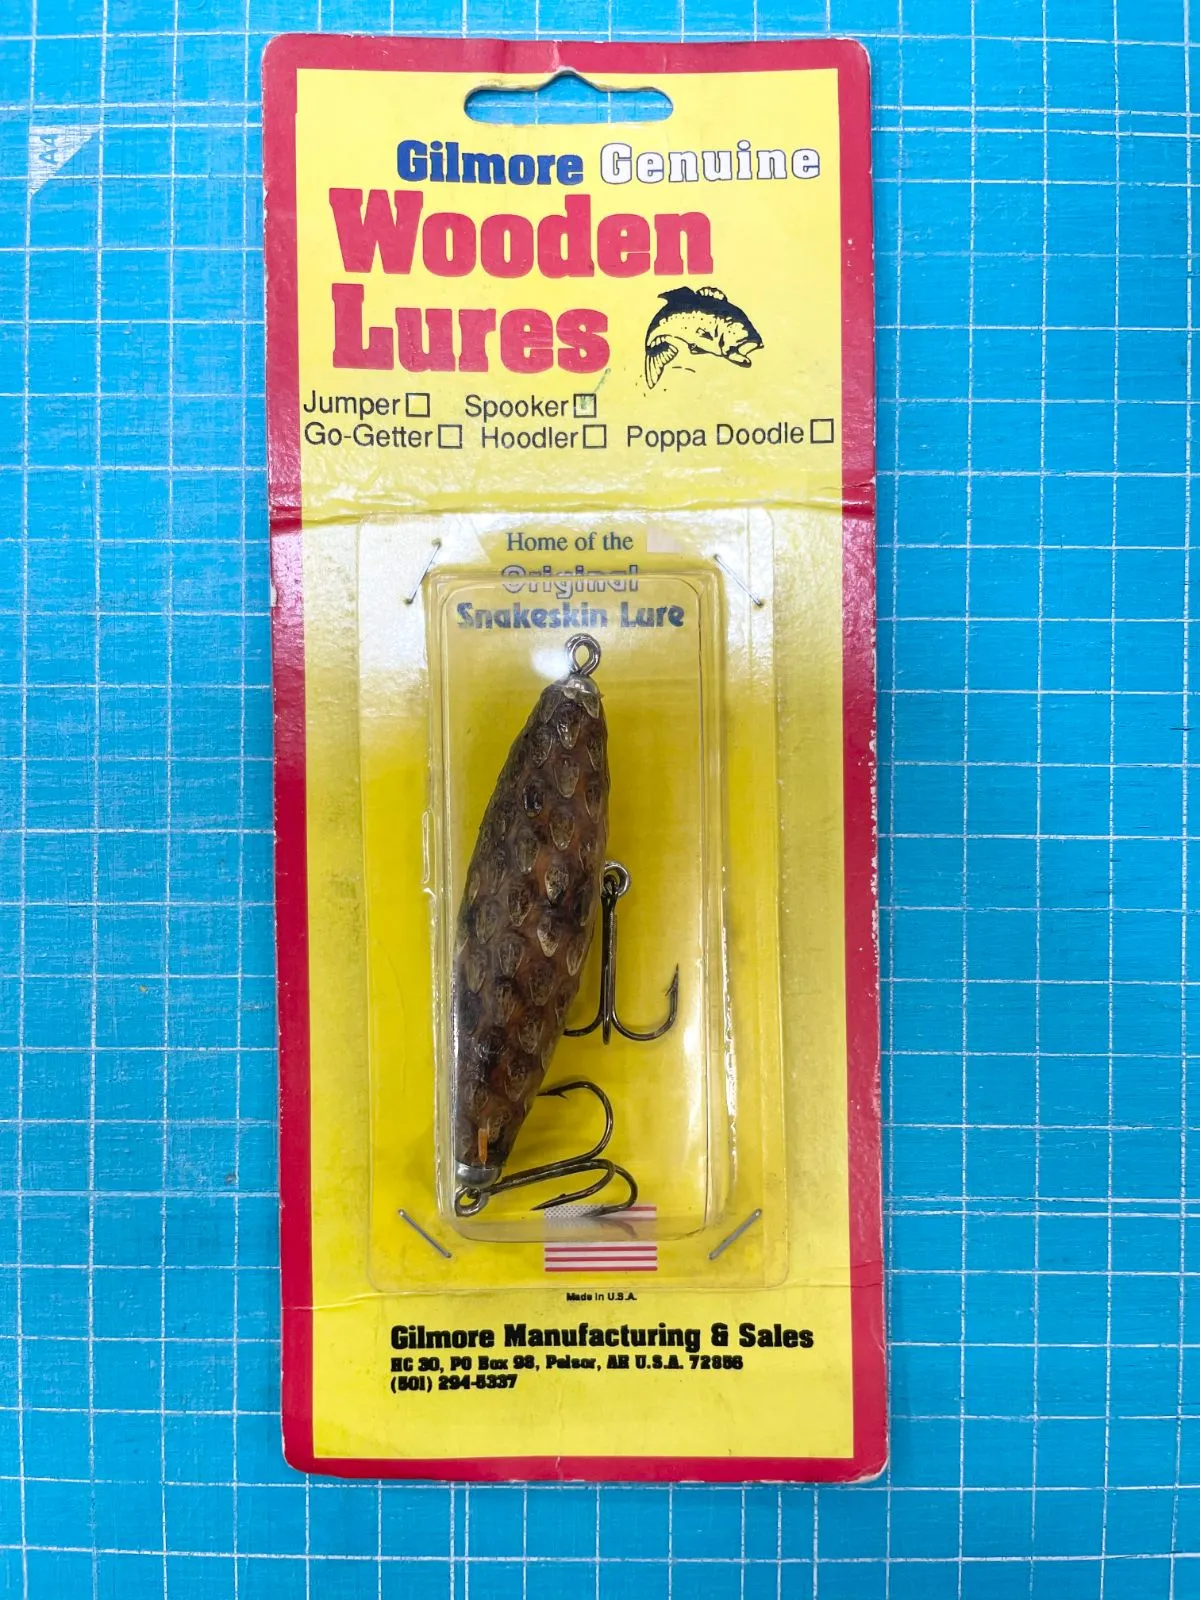 Gilmore Genuine
Wooden
Lures
Jumper Spooker
Go-Getter Hoodler Poppa Doodle
Home of the
Original
Snakeskin Lure
Made in U.S.A.
Gilmore Manufacturing & Sales
HC 30, PO Box 98, Pelsor, AR U.S.A. 72856
(501) 294-5337
A4